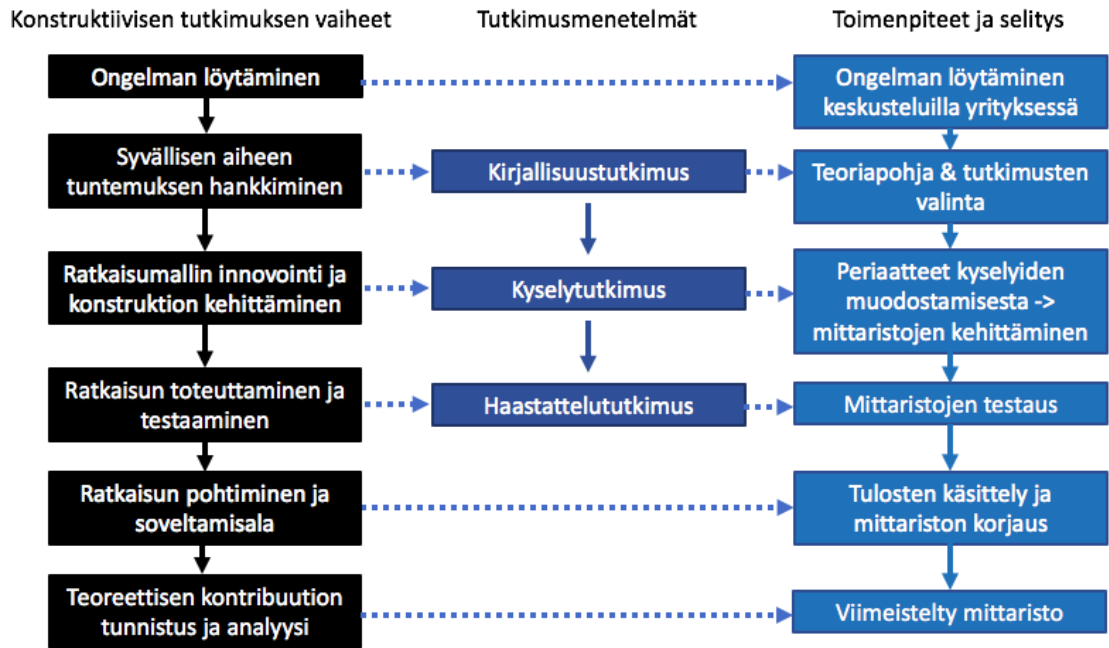 Konstruktiivisen tutkimuksen vaiheet
Tutkimusmenetelmät
Toimenpiteet ja selitys
Ongelman löytäminen
Ongelman löytäminen
keskusteluilla yrityksessä
Syvällisen aiheen
tuntemuksen hankkiminen
Kirjallisuustutkimus
Teoriapohja & tutkimusten
valinta
Ratkaisumallin innovointi ja
konstruktion kehittäminen
Kyselytutkimus
Periaatteet kyselyiden
muodostamisesta ->
mittaristojen kehittäminen
Ratkaisun toteuttaminen ja
testaaminen
Haastattelututkimus
Mittaristojen testaus
Ratkaisun pohtiminen ja
soveltamisala
Tulosten käsittely ja
mittariston korjaus
Teoreettisen kontribuution
tunnistus ja analyysi
Viimeistelty mittaristo